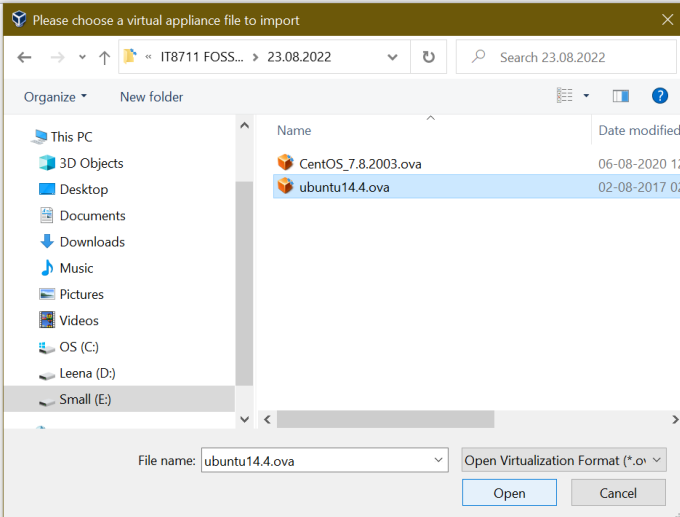 Please choose a virtual appliance file to import
« IT8711 FOSS... > 23.08.2022
Search 23.08.2022
Organize
New folder
?
This PC
3D Objects
Desktop
Documents
Downloads
Music
Pictures
Videos
OS (C:)
Leena (D:)
Small (E:)
Name
Date modified
CentOS_7.8.2003.ova
06-08-2020 12
ubuntu14.4.ova
02-08-2017 02
File name:
ubuntu14.4.ova
Open Virtualization Format (*.ov
Open
Cancel